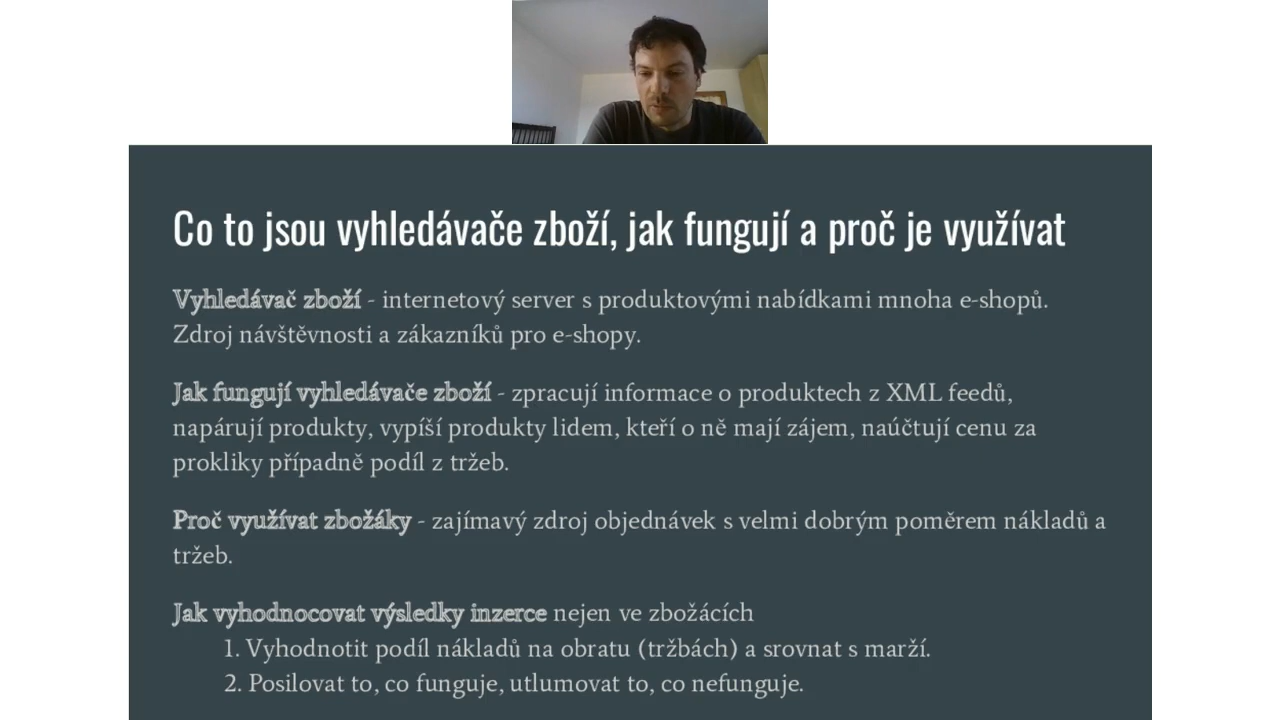 Co to jsou vyhledávače zboží, jak fungují a proč je využívat
Vyhledávač zboží - internetový server s produktovými nabídkami mnoha e-shopů.
Zdroj návštěvnosti a zákazníků pro e-shopy.
Jak fungují vyhledávače zboží - zpracují informace o produktech z XML feedů,
napárují produkty, vypíší produkty lidem, kteří o ně mají zájem, naúčtují cenu za
prokliky případně podíl z tržeb.
Proč využívat zbožáky - zajímavý zdroj objednávek s velmi dobrým poměrem nákladů a
tržeb.
Jak vyhodnocovat výsledky inzerce nejen ve zbožácích
1. Vyhodnotit podíl nákladů na obratu (tržbách) a srovnat s marží.
2. Posilovat to, co funguje, utlumovat to, co nefunguje.